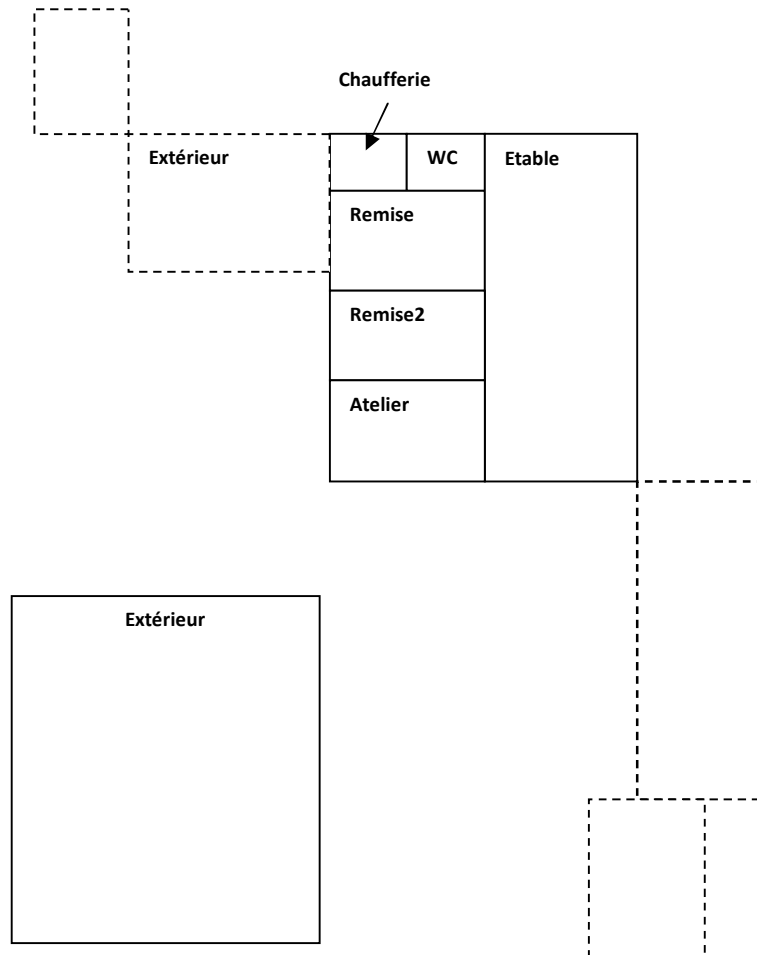 Chaufferie
Extérieur
WC
Etable
Remise
Remise2
Atelier
Extérieur